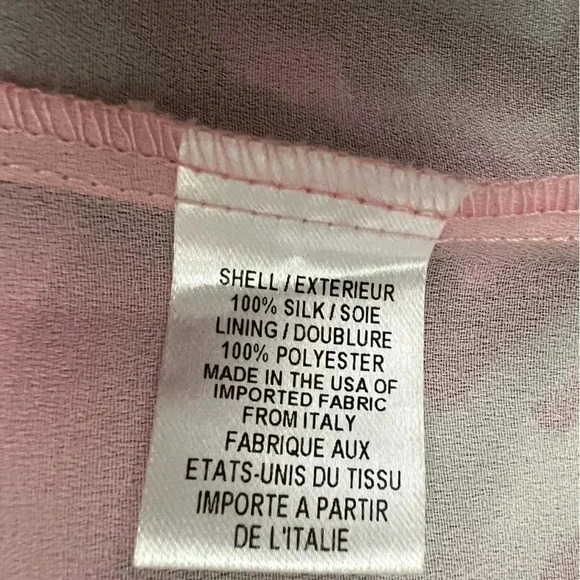 SHELL / EXTERIEUR
100% SILK / SOIE
LINING / DOUBLURE
100% POLYESTER
MADE IN THE USA OF
IMPORTED FABRIC
FROM ITALY
FABRIQUE AUX
ETATS-UNIS DU TISSU
IMPORTE A PARTIR
DE L'ITALIE